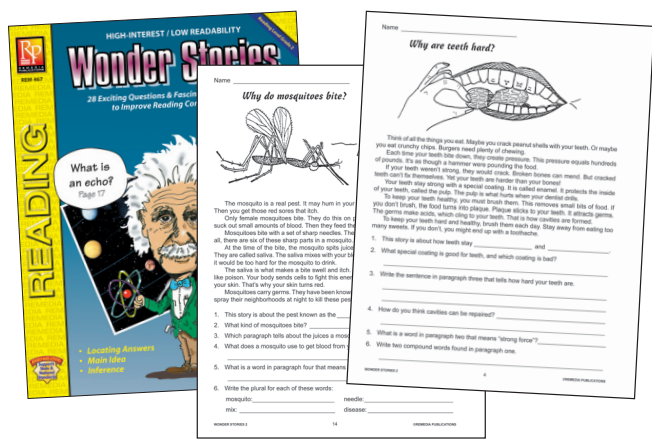 RP
REMEDIA
PUBLICATIONS
REM 467
HIGH-INTEREST / LOW READABILITY
Reading Level Grade 2
Wonder Stories
28 Exciting Questions & Fascin
to Improve Reading Co
READING
What is
an echo?
Page 17
• Locating Answers
• Main Idea
• Inference
Name
Why do mosquitoes bite?
The mosquito is a real pest. It may hum in your
Then you get those red sores that itch.
Only female mosquitoes bite. They do this on p
suck out small amounts of blood. Then they feed the
Mosquitoes bite with a set of sharp needles. The
all, there are six of these sharp parts in a mosquito.
At the time of the bite, the mosquito spits juice
They are called saliva. The saliva mixes with your bl
it would be too hard for the mosquito to drink.
The saliva is what makes a bite swell and itch.
like poison. Your body sends cells to fight this ene
your skin. That's why your skin turns red.
Mosquitoes carry germs. They have been known
spray their neighborhoods at night to kill these pes
1. This story is about the pest known as the
2. What kind of mosquitoes bite?
3. Which paragraph tells about the juices a mos
4. What does a mosquito use to get blood from
5. What is a word in paragraph four that means
6. Write the plural for each of these words:
mosquito: needle:
mix: disease:
WONDER STORIES 2 14 ©REMEDIA PUBLICATIONS
Name
Why are teeth hard?
Think of all the things you eat. Maybe you crack peanut shells with your teeth. Or maybe
you eat crunchy chips. Burgers need plenty of chewing.
Each time your teeth bite down, they create pressure. This pressure equals hundreds
of pounds. It's as though a hammer were pounding the food.
If your teeth weren't strong, they would crack. Broken bones can mend. But cracked
teeth can't fix themselves. Yet your teeth are harder than your bones!
Your teeth stay strong with a special coating. It is called enamel. It protects the inside
of your teeth, called the pulp. The pulp is what hurts when your dentist drills.
To keep your teeth healthy, you must brush them. This removes small bits of food. If
you don't brush, the food turns into plaque. Plaque sticks to your teeth. It attracts germs.
The germs make acids, which cling to your teeth. That is how cavities are formed.
To keep your teeth healthy, brush them each day. Stay away from eating too
many sweets. If you don't, you might end up with a toothache.
1. This story is about how teeth stay and .
2. What special coating is good for teeth, and which coating is bad?
3. Write the sentence in paragraph three that tells how hard your teeth are.
4. How do you think cavities can be repaired?
5. What is a word in paragraph two that means "strong force"?
6. Write two compound words found in paragraph one.
WONDER STORIES 2 4 ©REMEDIA PUBLICATIONS